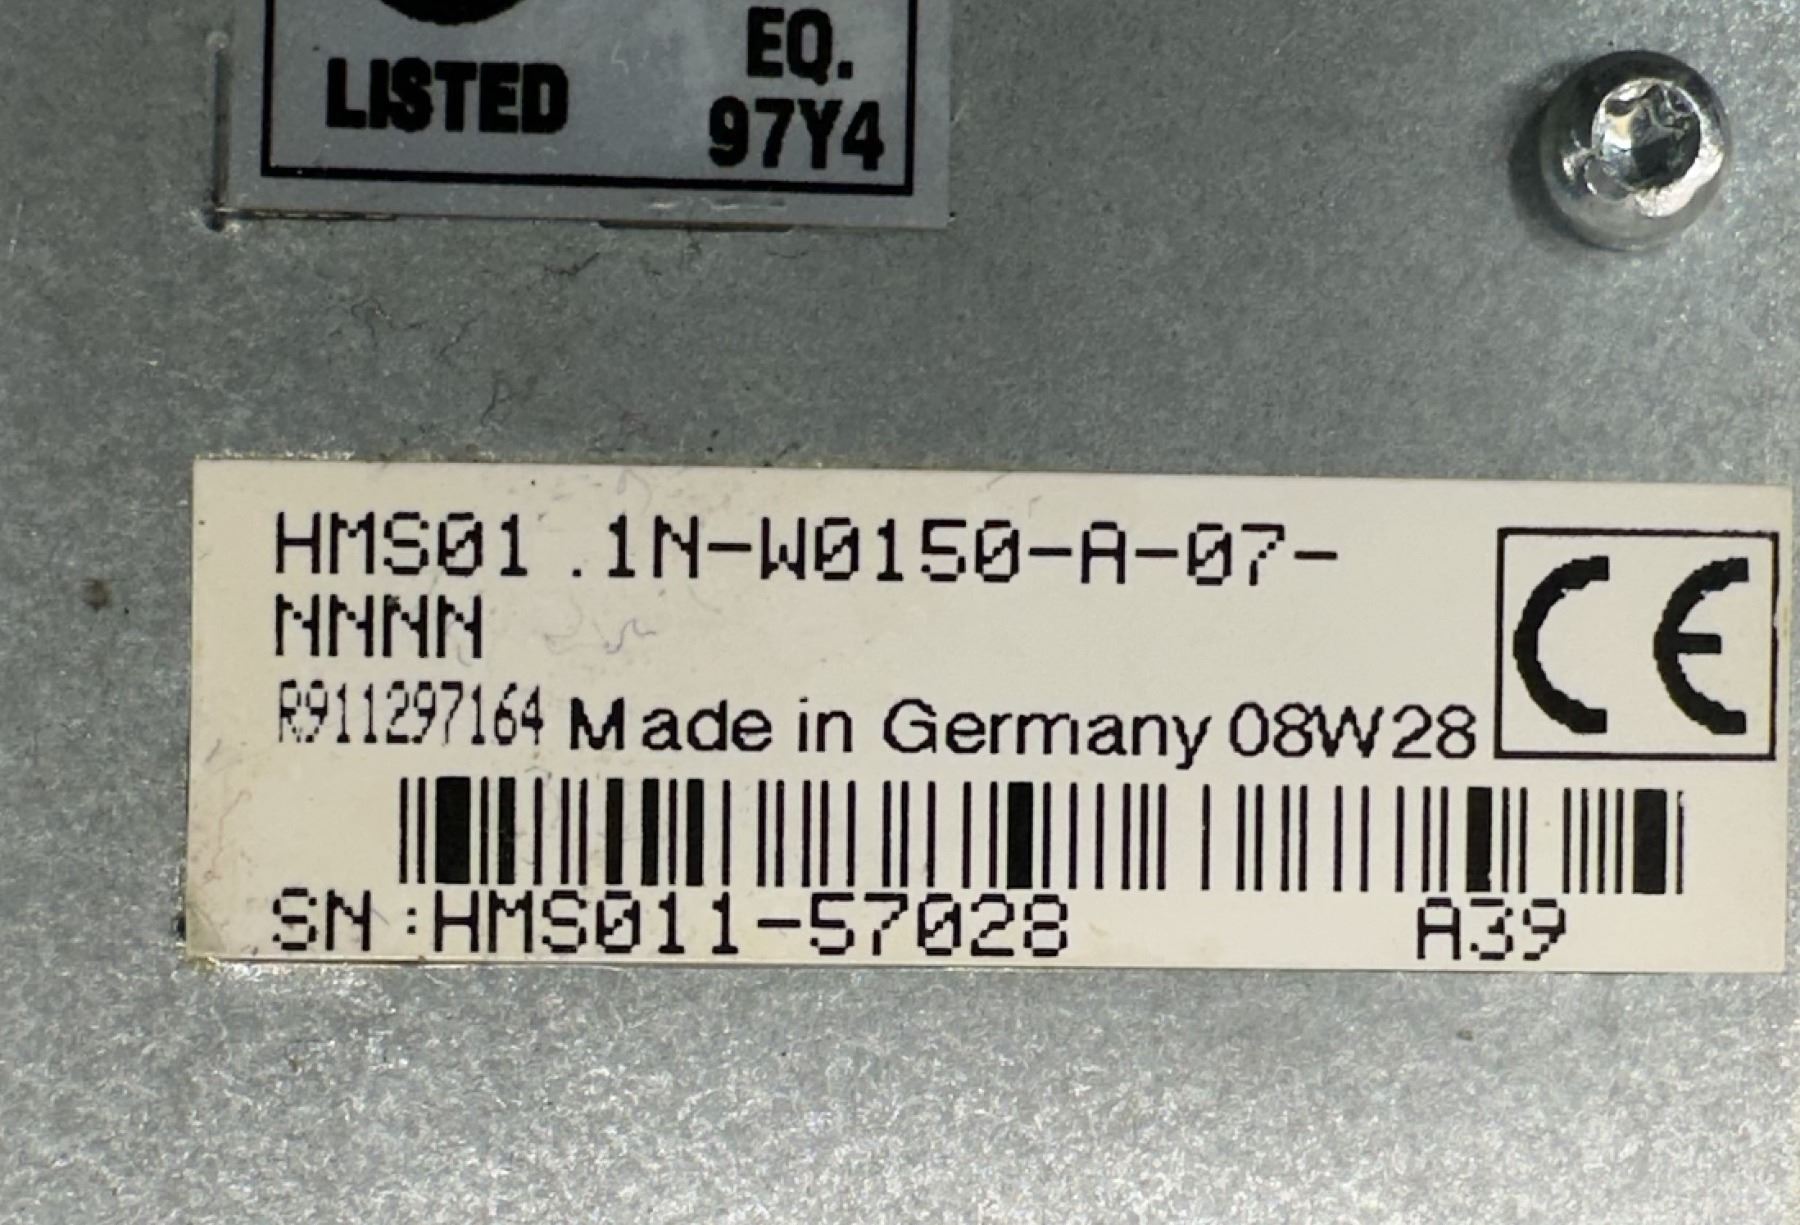 LISTED
EQ.
97Y4
HMS01.1N-W0150-A-07-
NNNN
R911297164 Made in Germany 08W28
CE
SN:HMS011-57028 A39